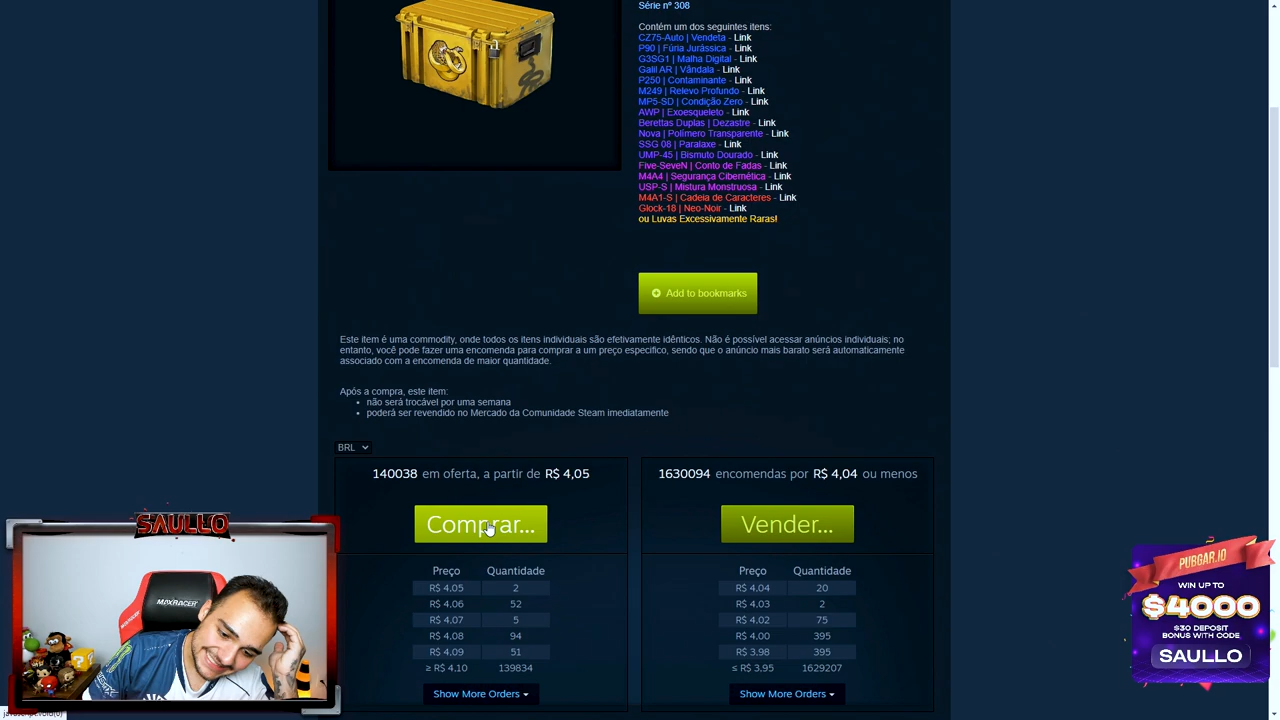 Série nº 308
Contém um dos seguintes itens:
CZ75-Auto | Vendeta - Link
P90 | Fúria Jurássica - Link
G3SG1 | Malha Digital - Link
Galil AR | Vândala - Link
P250 | Contaminante - Link
M249 | Relevo Profundo - Link
MP5-SD | Condição Zero - Link
AWP | Exoesqueleto - Link
Berettas Duplas | Dezastre - Link
Nova | Polímero Transparente - Link
SSG 08 | Paralaxe - Link
UMP-45 | Bismuto Dourado - Link
Five-SeveN | Conto de Fadas - Link
M4A4 | Segurança Cibernética - Link
USP-S | Mistura Monstruosa - Link
M4A1-S | Cadeia de Caracteres - Link
Glock-18 | Neo-Noir - Link
ou Luvas Excessivamente Raras!
Add to bookmarks
Este item é uma commodity, onde todos os itens individuais são efetivamente idênticos. Não é possível acessar anúncios individuais; no
entanto, você pode fazer uma encomenda para comprar a um preço específico, sendo que o anúncio mais barato será automaticamente
associado com a encomenda de maior quantidade.
Após a compra, este item:
• não será trocável por uma semana
• poderá ser revendido no Mercado da Comunidade Steam imediatamente
BRL
140038 em oferta, a partir de R$ 4,05
Comprar...
Preço Quantidade
R$ 4,05 2
R$ 4,06 52
R$ 4,07 5
R$ 4,08 94
R$ 4,09 51
≥ R$ 4,10 139834
Show More Orders
1630094 encomendas por R$ 4,04 ou menos
Vender...
Preço Quantidade
R$ 4,04 20
R$ 4,03 2
R$ 4,02 75
R$ 4,00 395
R$ 3,98 395
≤ R$ 3,95 1629207
Show More Orders
SAULLO
MAXRACER
PUBGAR.IO
WIN UP TO
$4000
$30 DEPOSIT
BONUS WITH CODE
SAULLO